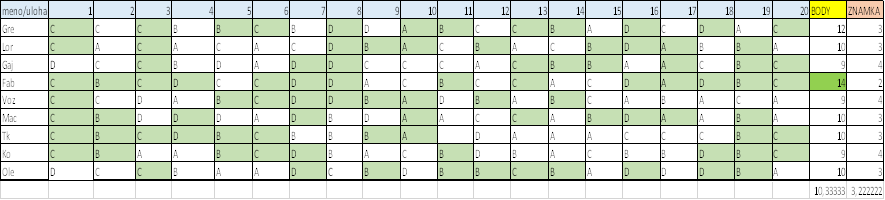 meno/uloha 1 2 3 4 5 6 7 8 9 10 11 12 13 14 15 16 17 18 19 20 BODY ZNAMKA
Gre C C C B B C B D D A B C C B A D C D A C 12 3
Lor C A C A C A C D B A C B A C B D A B B A 10 3
Gaj D C C B D A D D C C C A C B B A A C B C 9 4
Fab C B C D C C D D A C B C C A C D A D B C 14 2
Voz C C D A B C D D B A D B A B C A B A C A 9 4
Mac C B D D D A D B D A A C C A B D A A B A 10 3
Tk C B C D B C B B B A D A A A C C C B C 10 3
Ko C B A A B C D B A C B D B A C B B D B C 9 4
Ole D C C B A A D C B D B B C B A D D D B A 10 3
10,33333 3,222222